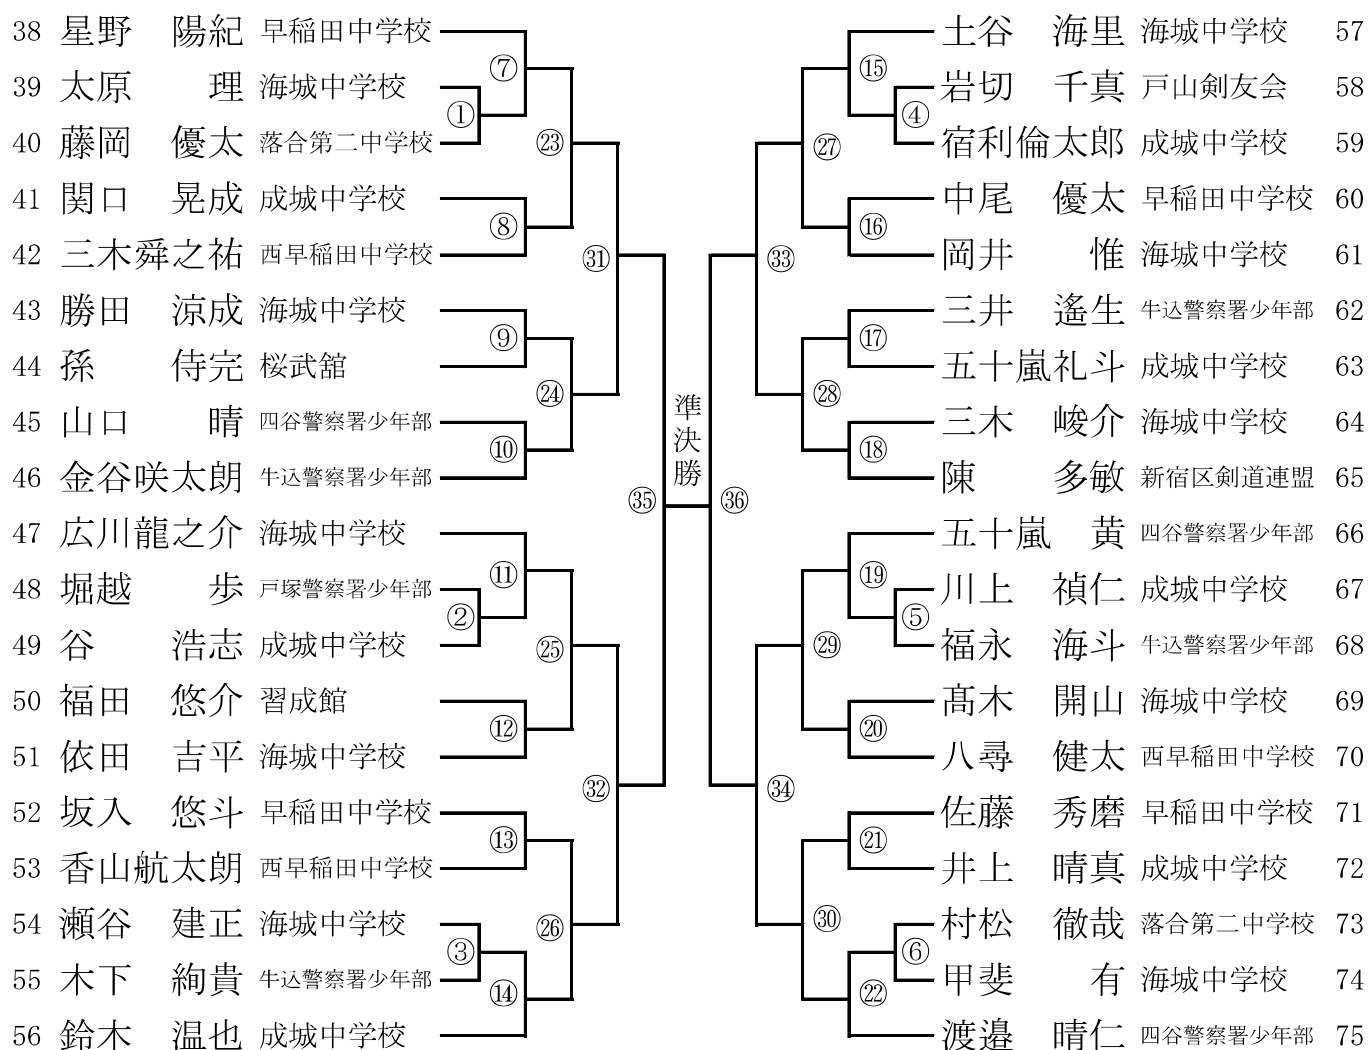 38 星野　陽紀 早稲田中学校
39 太原　　理 海城中学校
40 藤岡　優太 落合第二中学校
41 関口　晃成 成城中学校
42 三木舜之祐 西早稲田中学校
43 勝田　涼成 海城中学校
44 孫　　侍完 桜武舘
45 山口　　晴 四谷警察署少年部
46 金谷咲太朗 牛込警察署少年部
47 広川龍之介 海城中学校
48 堀越　　歩 戸塚警察署少年部
49 谷　　浩志 成城中学校
50 福田　悠介 習成館
51 依田　吉平 海城中学校
52 坂入　悠斗 早稲田中学校
53 香山航太朗 西早稲田中学校
54 瀬谷　建正 海城中学校
55 木下　絢貴 牛込警察署少年部
56 鈴木　温也 成城中学校
⑦
①
㉓
⑧
㉛
⑨
㉔
⑩
㉟
⑪
②
㉕
⑫
㉜
⑬
㉖
③
⑭
準決勝
㊱
⑮
④
㉗
⑯
㉝
⑰
㉘
⑱
⑲
⑤
㉙
⑳
㉞
㉑
㉚
⑥
㉒
土谷　海里 海城中学校 57
岩切　千真 戸山剣友会 58
宿利倫太郎 成城中学校 59
中尾　優太 早稲田中学校 60
岡井　　惟 海城中学校 61
三井　遙生 牛込警察署少年部 62
五十嵐礼斗 成城中学校 63
三木　峻介 海城中学校 64
陳　　多敏 新宿区剣道連盟 65
五十嵐　黄 四谷警察署少年部 66
川上　禎仁 成城中学校 67
福永　海斗 牛込警察署少年部 68
髙木　開山 海城中学校 69
八尋　健太 西早稲田中学校 70
佐藤　秀磨 早稲田中学校 71
井上　晴真 成城中学校 72
村松　徹哉 落合第二中学校 73
甲斐　　有 海城中学校 74
渡邉　晴仁 四谷警察署少年部 75